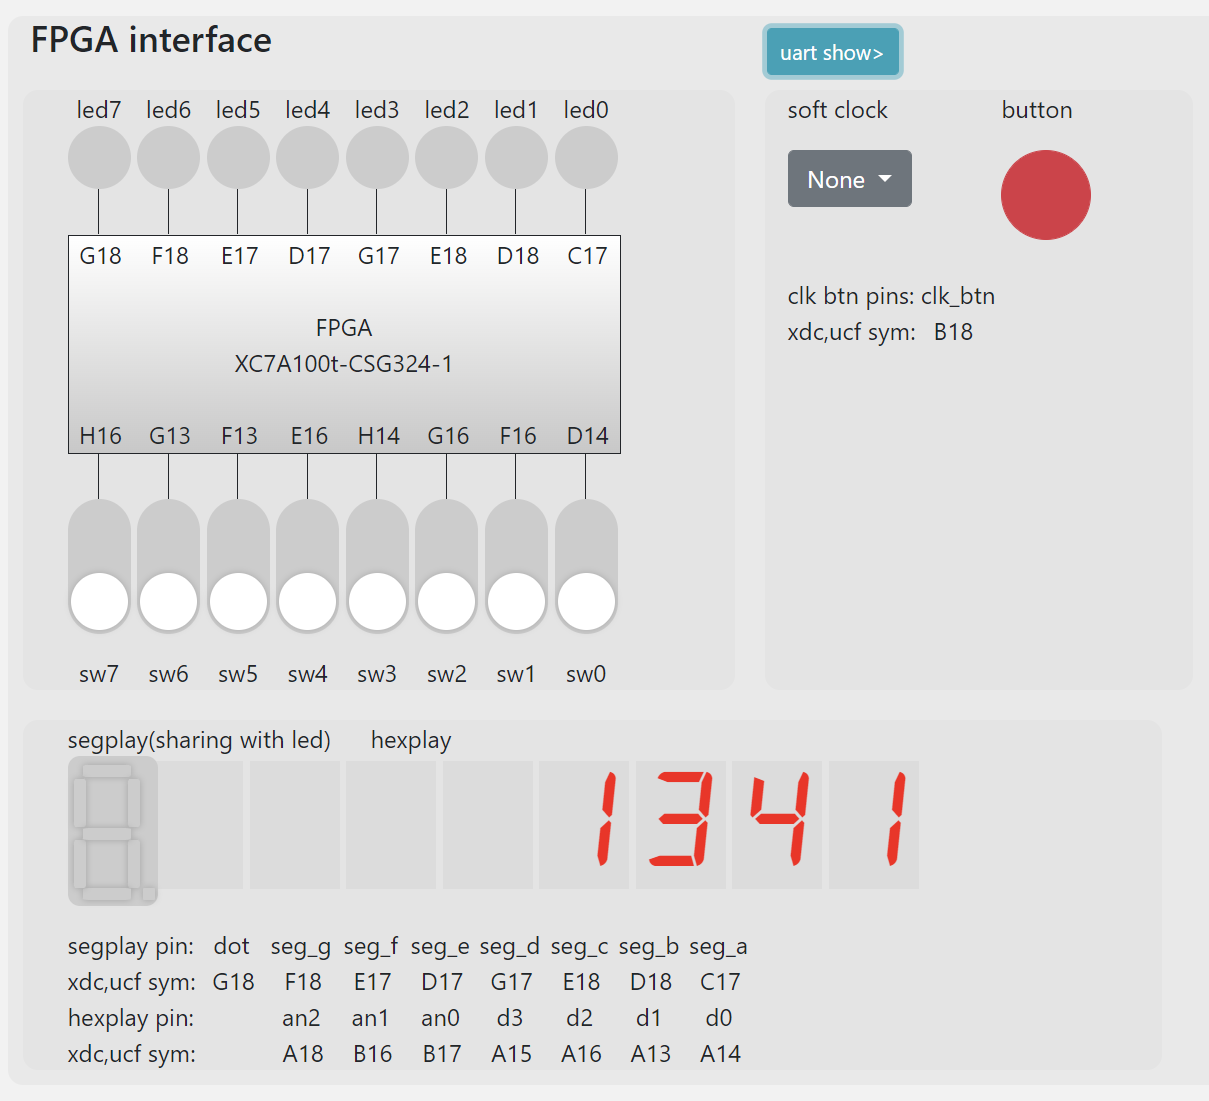 FPGA interface
uart show>
led7 led6 led5 led4 led3 led2 led1 led0
G18 F18 E17 D17 G17 E18 D18 C17
FPGA
XC7A100t-CSG324-1
H16 G13 F13 E16 H14 G16 F16 D14
sw7 sw6 sw5 sw4 sw3 sw2 sw1 sw0
soft clock button
None
clk btn pins: clk_btn
xdc,ucf sym: B18
segplay(sharing with led) hexplay
1 3 4 1
segplay pin: dot seg_g seg_f seg_e seg_d seg_c seg_b seg_a
xdc,ucf sym: G18 F18 E17 D17 G17 E18 D18 C17
hexplay pin: an2 an1 an0 d3 d2 d1 d0
xdc,ucf sym: A18 B16 B17 A15 A16 A13 A14